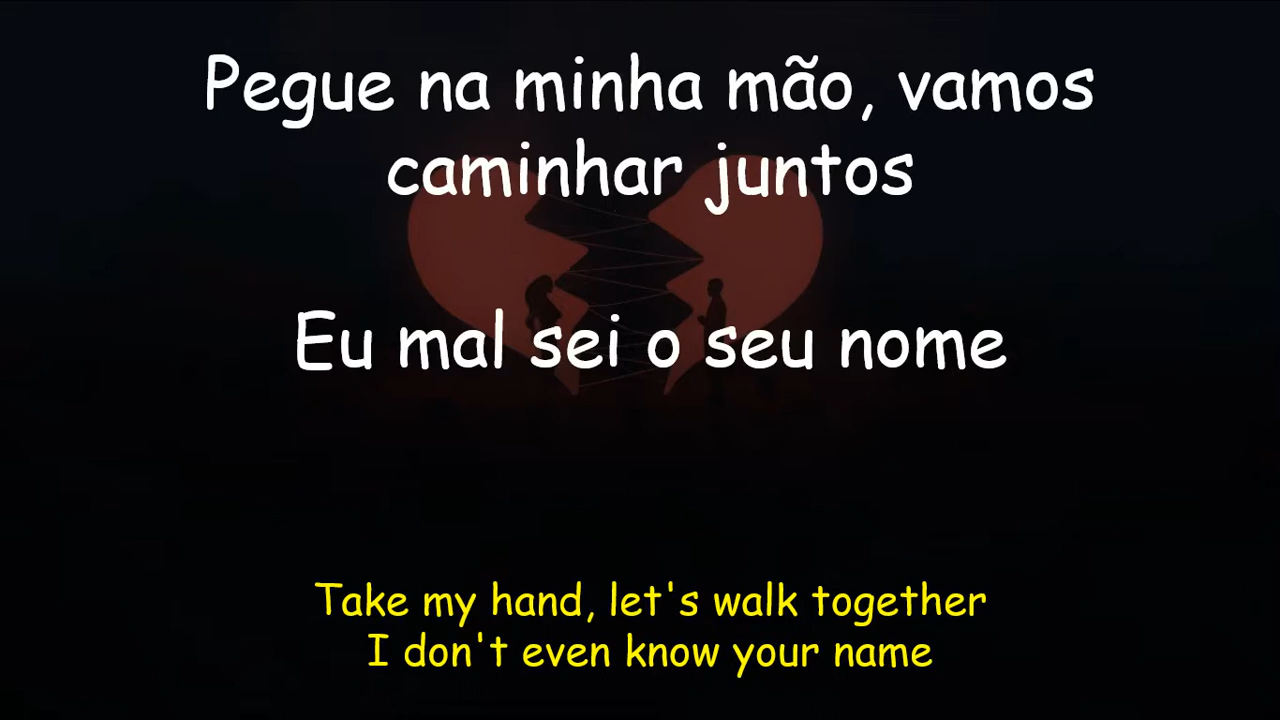 Pegue na minha mão, vamos
caminhar juntos
Eu mal sei o seu nome
Take my hand, let's walk together
I don't even know your name